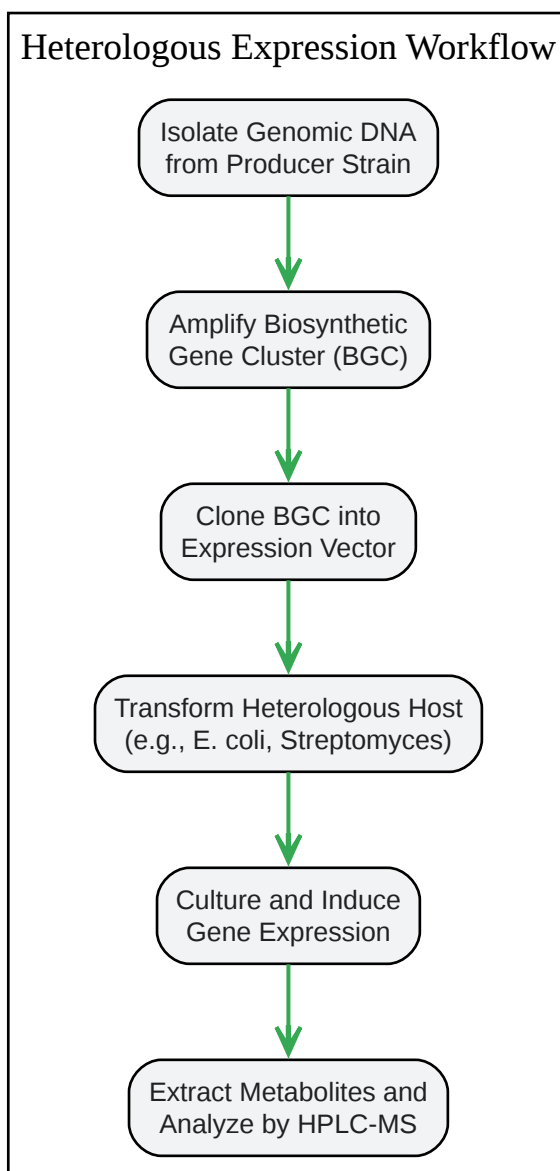 Heterologous Expression Workflow
Isolate Genomic DNA
from Producer Strain
Amplify Biosynthetic
Gene Cluster (BGC)
Clone BGC into
Expression Vector
Transform Heterologous Host
(e.g., E. coli, Streptomyces)
Culture and Induce
Gene Expression
Extract Metabolites and
Analyze by HPLC-MS